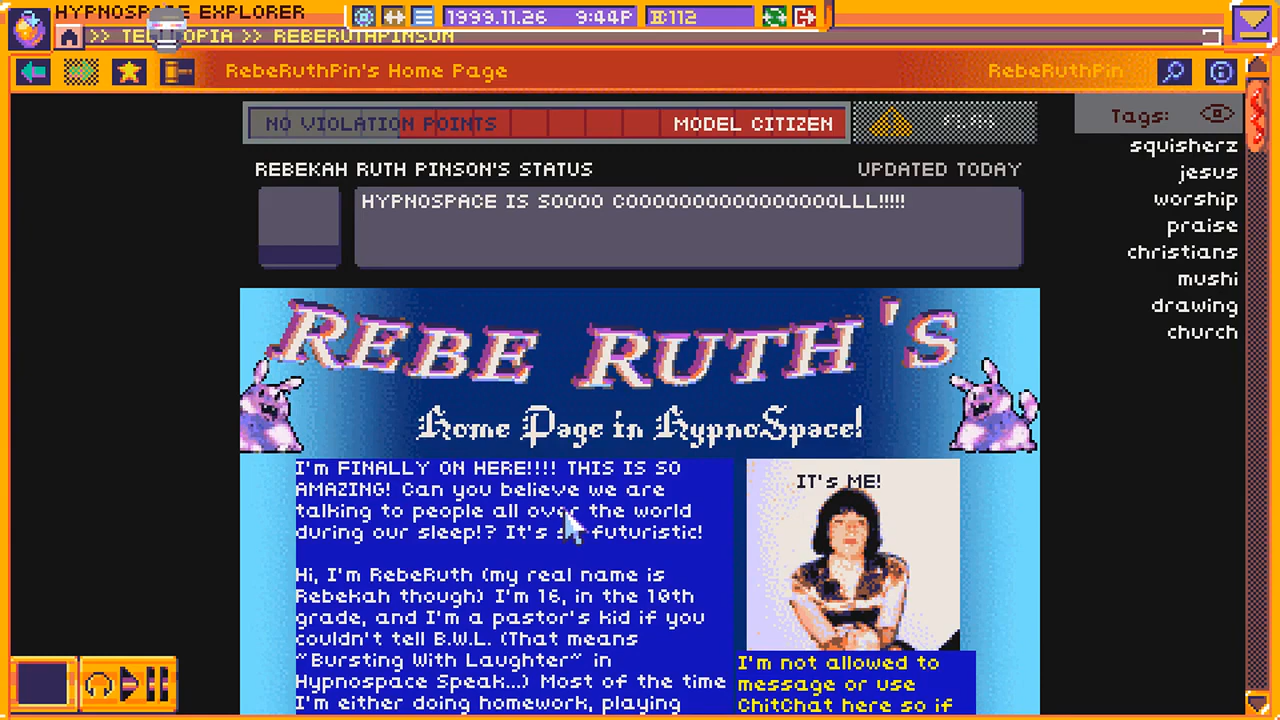 HYPNOSPACE EXPLORER
1999.11.26 9:44P
112
>> TELETOPIA >> REBERUTHPINSON
RebeRuthPin's Home Page
RebeRuthPin
NO VIOLATION POINTS
MODEL CITIZEN
REBEKAH RUTH PINSON'S STATUS
UPDATED TODAY
HYPNOSPACE IS SOOOO COOOOOOOOOOOOOOOOOLLL!!!!!
Tags:
squisherz
jesus
worship
praise
christians
mushi
drawing
church
REBE RUTH'S
Home Page in HypnoSpace!
I'm FINALLY ON HERE!!!! THIS IS SO
AMAZING! Can you believe we are
talking to people all over the world
during our sleep!? It's futuristic!
Hi, I'm RebeRuth (my real name is
Rebekah though) I'm 16, in the 10th
grade, and I'm a pastor's kid if you
couldn't tell B.W.L. (That means
~Bursting With Laughter~ in
Hypnospace Speak...) Most of the time
I'm either doing homework, playing
IT's ME!
I'm not allowed to
message or use
ChitChat here so if